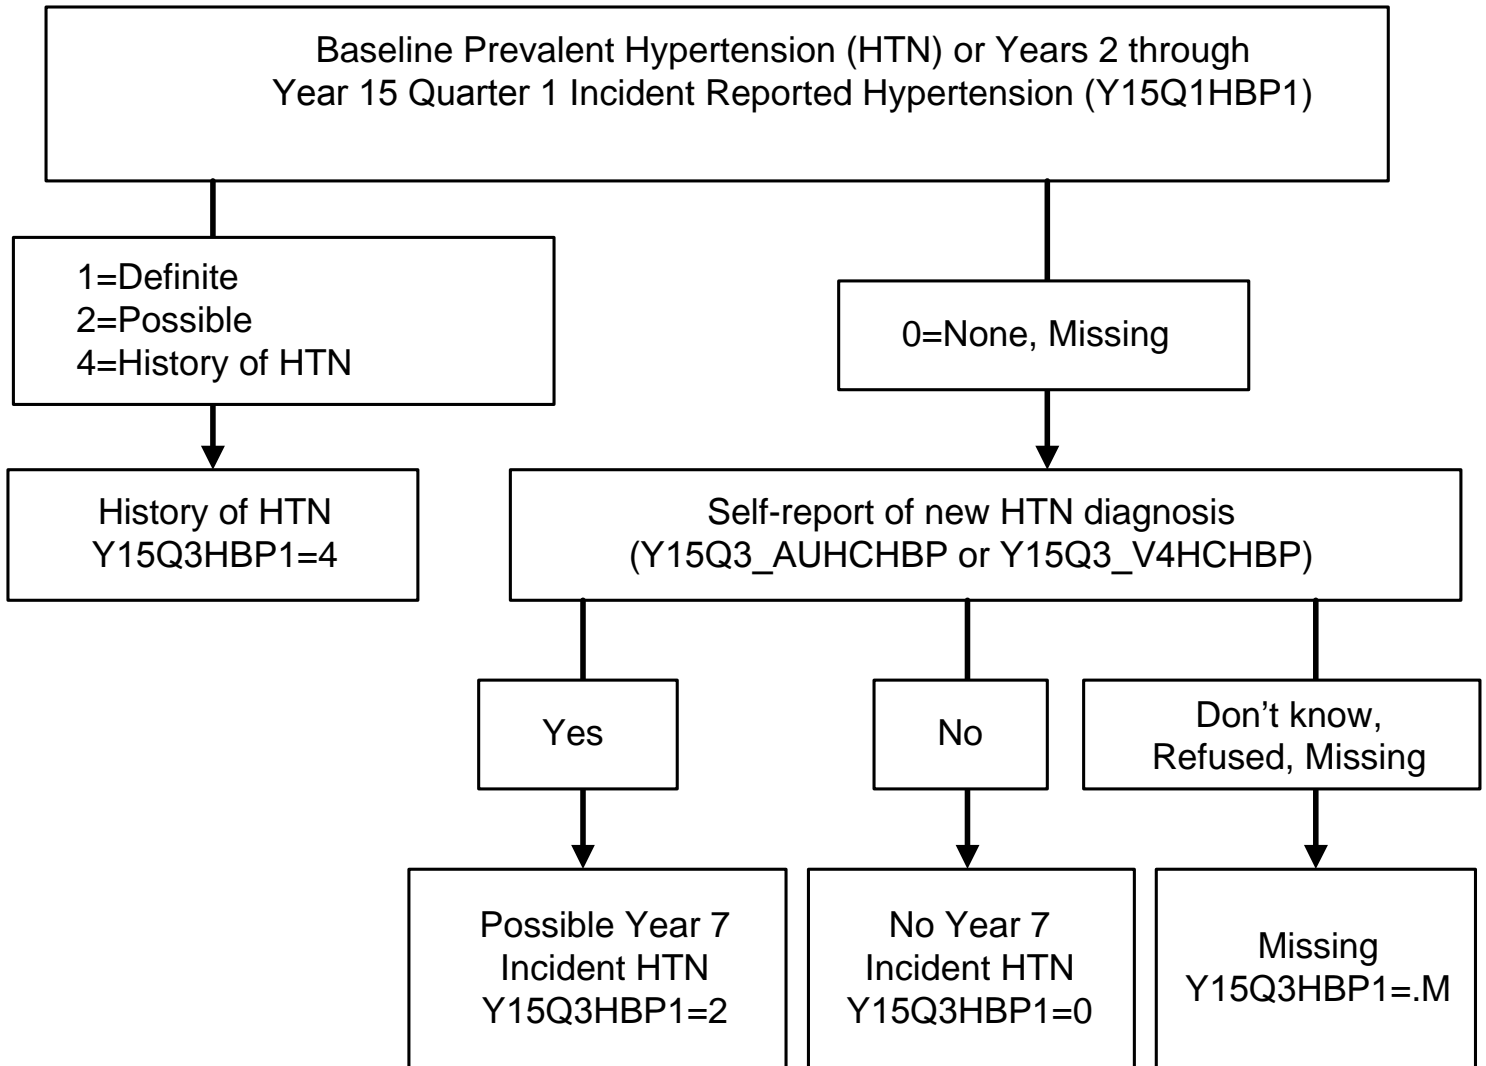 Baseline Prevalent Hypertension (HTN) or Years 2 through
Year 15 Quarter 1 Incident Reported Hypertension (Y15Q1HBP1)
1=Definite
2=Possible
4=History of HTN
0=None, Missing
History of HTN
Y15Q3HBP1=4
Self-report of new HTN diagnosis
(Y15Q3_AUHCHBP or Y15Q3_V4HCHBP)
Yes
No
Don’t know,
Refused, Missing
Possible Year 7
Incident HTN
Y15Q3HBP1=2
No Year 7
Incident HTN
Y15Q3HBP1=0
Missing
Y15Q3HBP1=.M